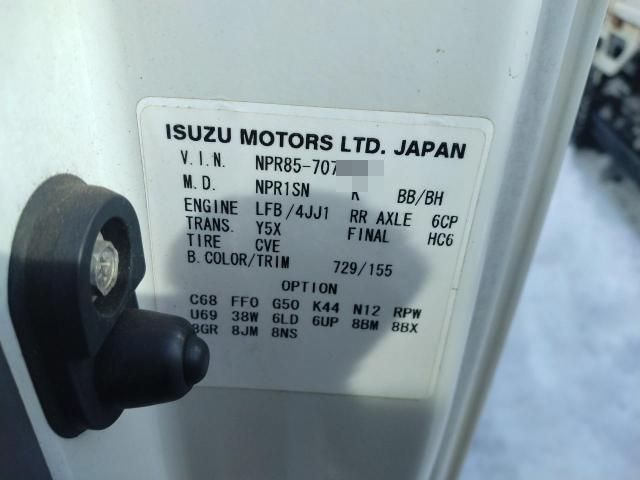 ISUZU MOTORS LTD. JAPAN
V.I.N. NPR85-707
M.D. NPR1SN K BB/BH
ENGINE LFB/4JJ1 RR AXLE 6CP
TRANS. Y5X FINAL HC6
TIRE CVE
B.COLOR/TRIM 729/155
OPTION
C68 FF0 G50 K44 N12 RPW
U69 38W 6LD 6UP 8BM 8BX
8GR 8JM 8NS